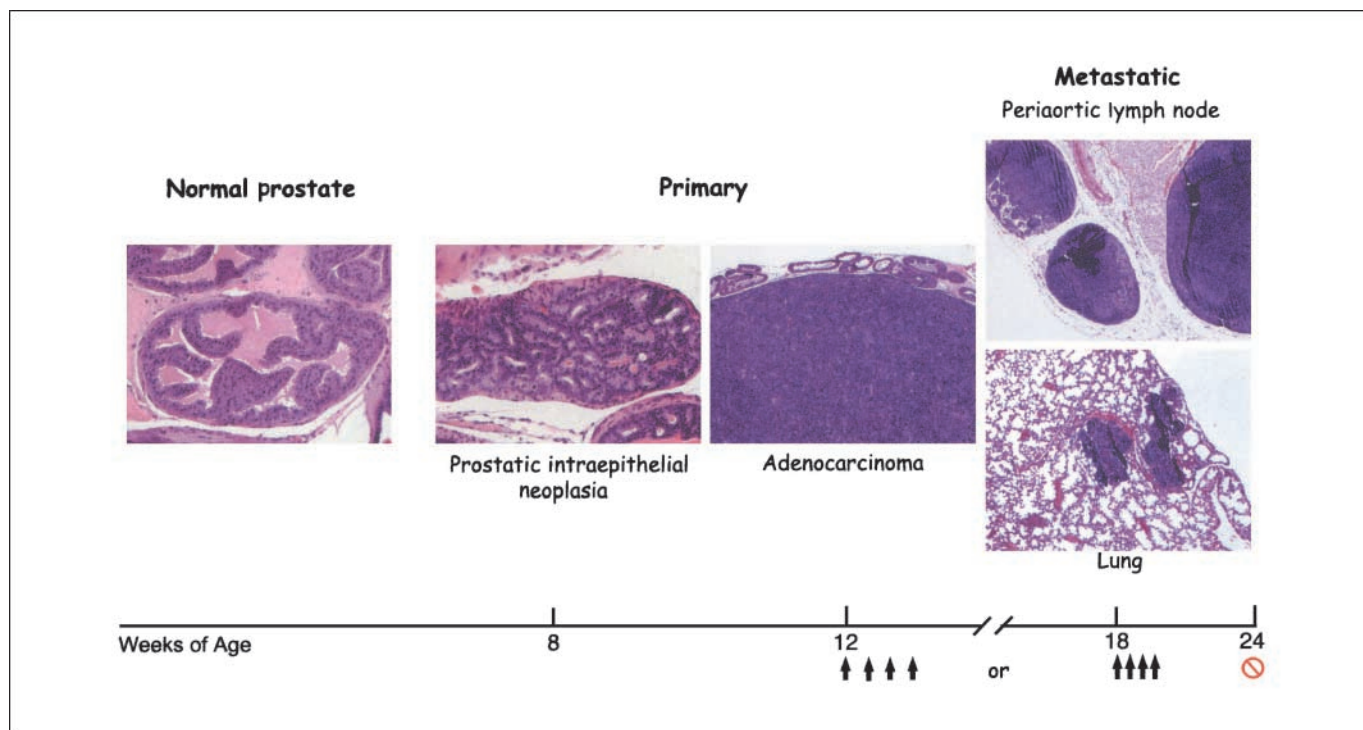 Metastatic
Periaortic lymph node
Normal prostate
Primary
Prostatic intraepithelial
neoplasia
Adenocarcinoma
Lung
Weeks of Age
8
12
18
24
or